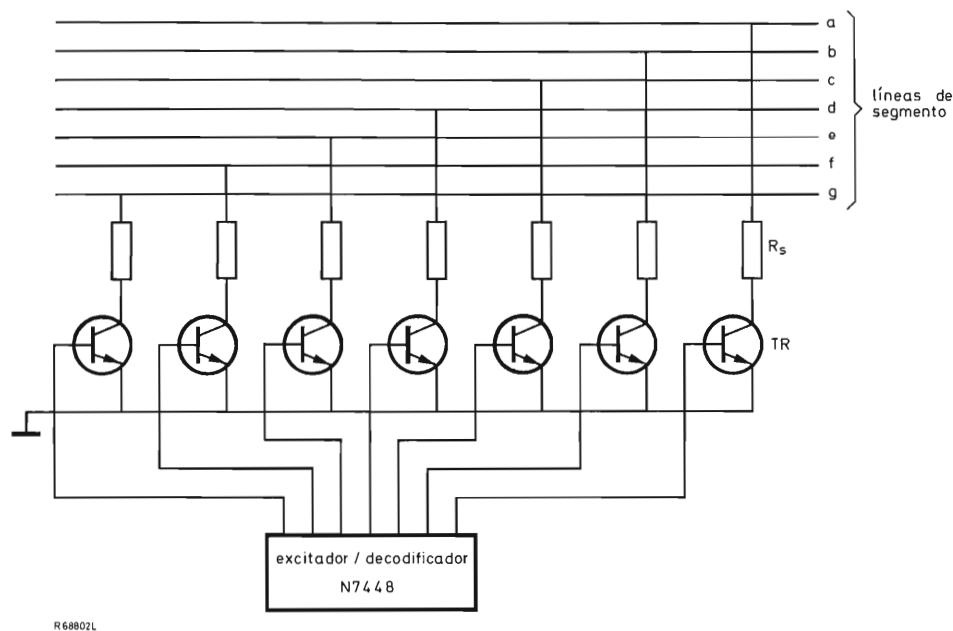 a
b
c
d
e
f
g
líneas de
segmento
Rs
TR
excitador / decodificador
N7448
R68802L